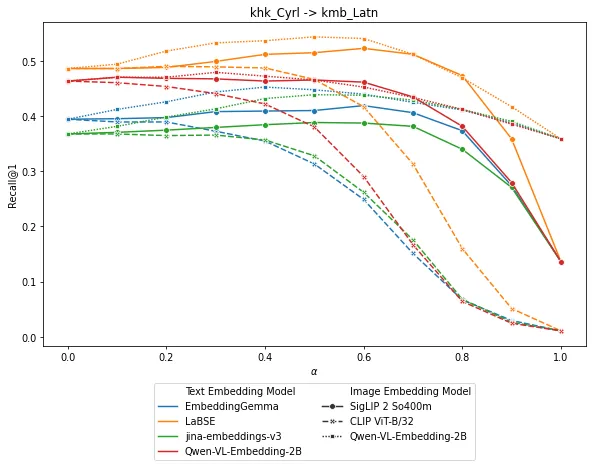 khk_Cyrl -> kmb_Latn
Recall@1
0.5
0.4
0.3
0.2
0.1
0.0
0.0 0.2 0.4 0.6 0.8 1.0
α
Text Embedding Model Image Embedding Model
EmbeddingGemma SigLIP 2 So400m
LaBSE CLIP ViT-B/32
jina-embeddings-v3 Qwen-VL-Embedding-2B
Qwen-VL-Embedding-2B